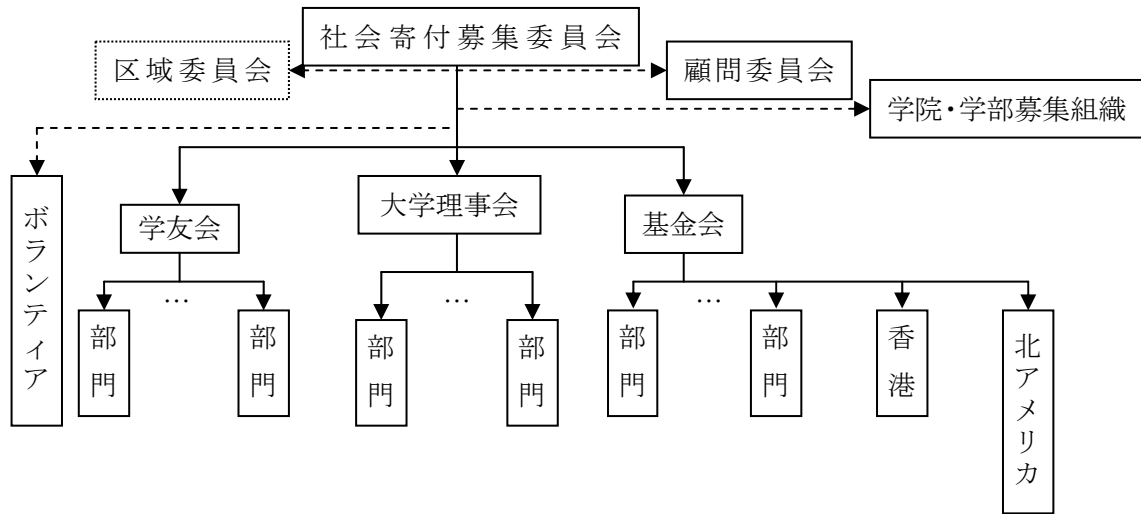 社会寄付募集委員会
区域委員会
顧問委員会
学院・学部募集組織
ボランティア
学友会
大学理事会
基金会
…
…
…
部門
部門
部門
部門
部門
部門
香港
北アメリカ